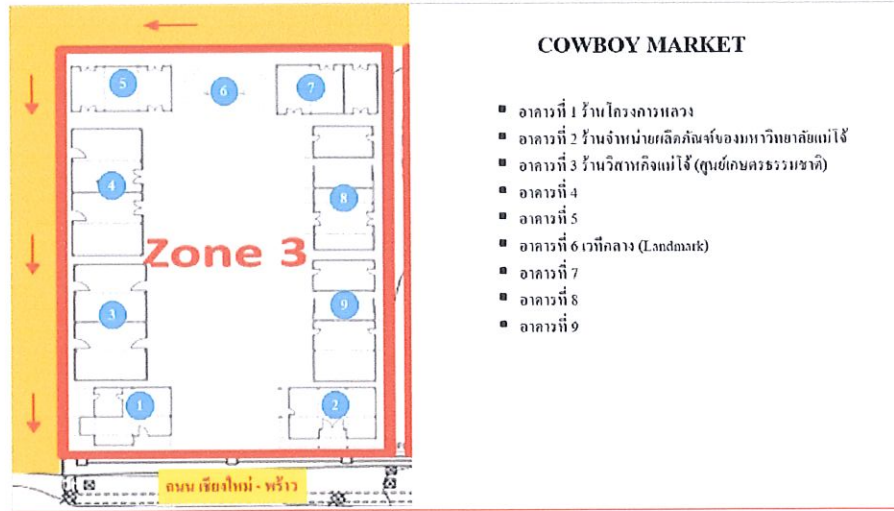 COWBOY MARKET
5
6
7
4
8
Zone 3
3
9
1
2
ถนน เชียงใหม่ - พร้าว
อาคารที่ 1 ร้านโครงการหลวง
อาคารที่ 2 ร้านจำหน่ายผลิตภัณฑ์ของมหาวิทยาลัยแม่โจ้
อาคารที่ 3 ร้านวิสาหกิจแม่โจ้ (ศูนย์เกษตรธรรมชาติ)
อาคารที่ 4
อาคารที่ 5
อาคารที่ 6 เวทีกลาง (Landmark)
อาคารที่ 7
อาคารที่ 8
อาคารที่ 9